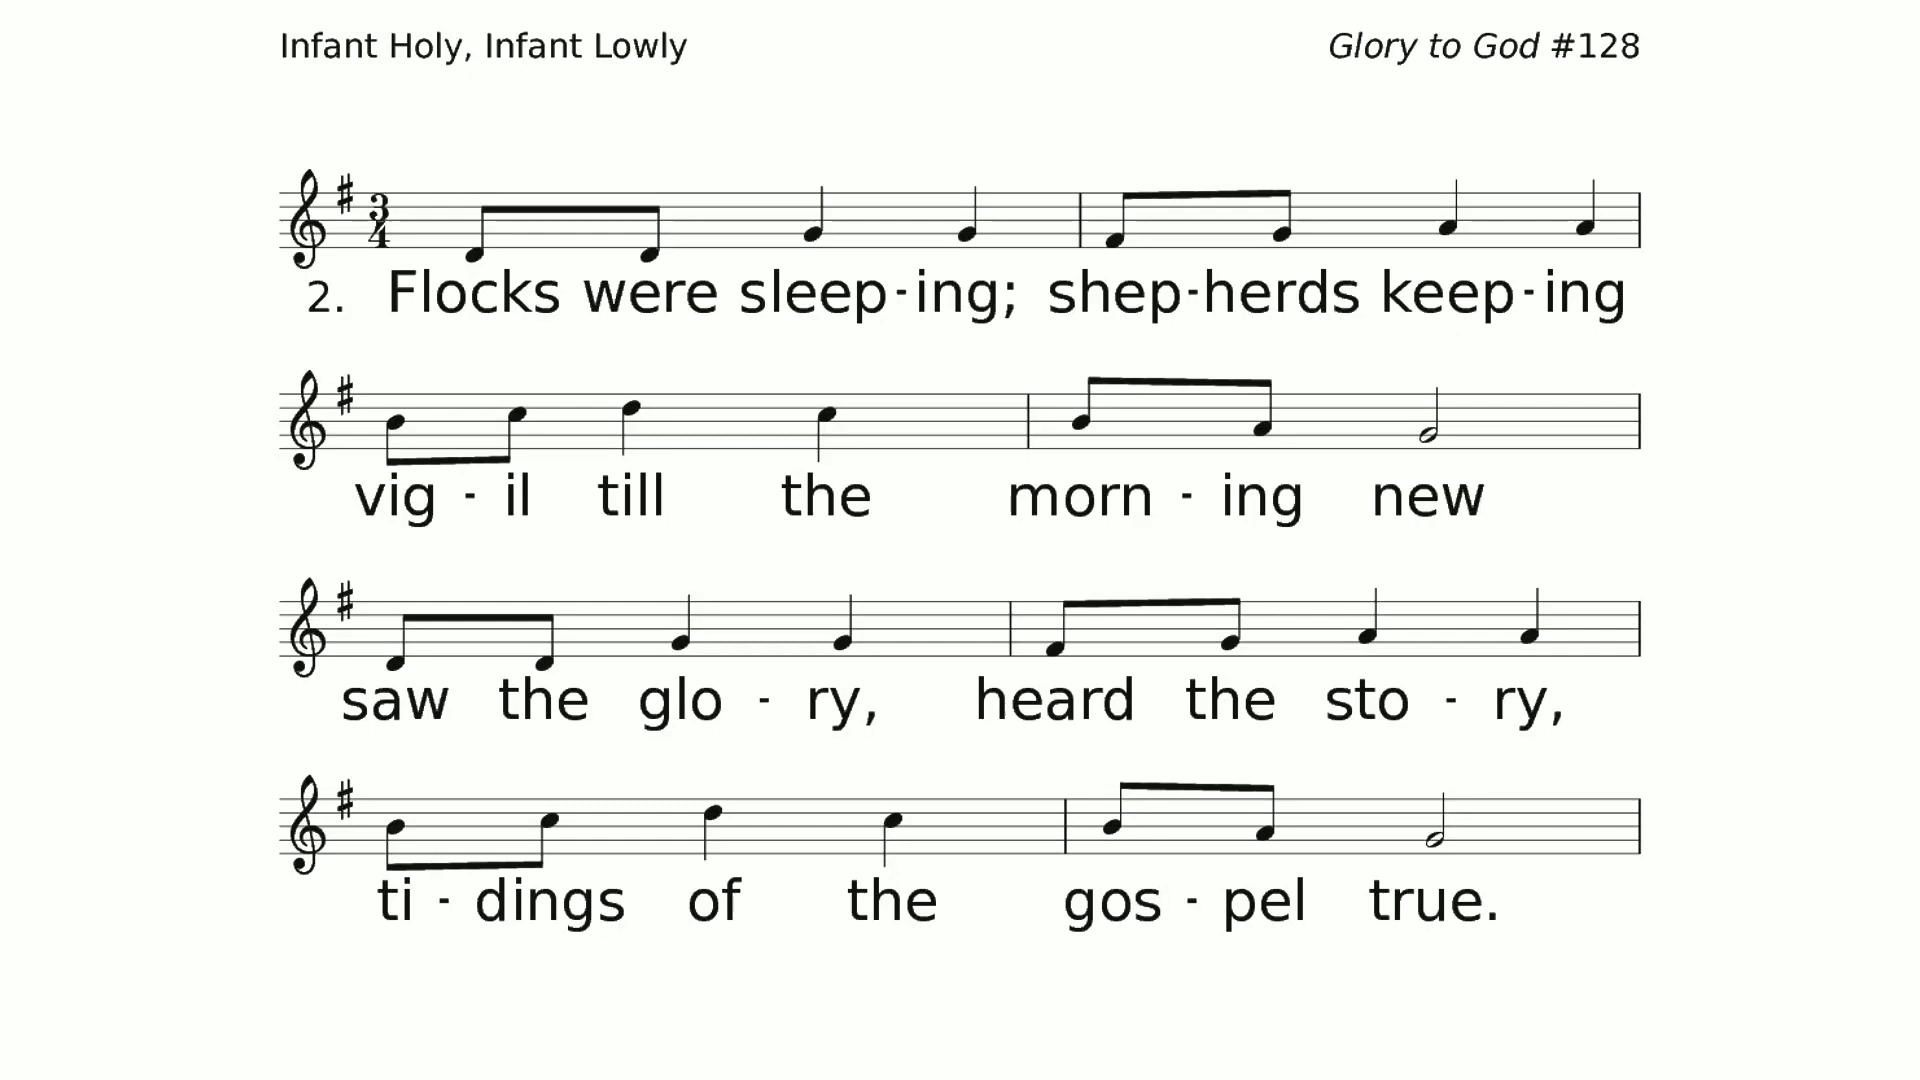 Infant Holy, Infant Lowly
Glory to God #128
3
4
2. Flocks were sleep-ing; shep-herds keep-ing
vig - il till the morn - ing new
saw the glo - ry, heard the sto - ry,
ti - dings of the gos - pel true.